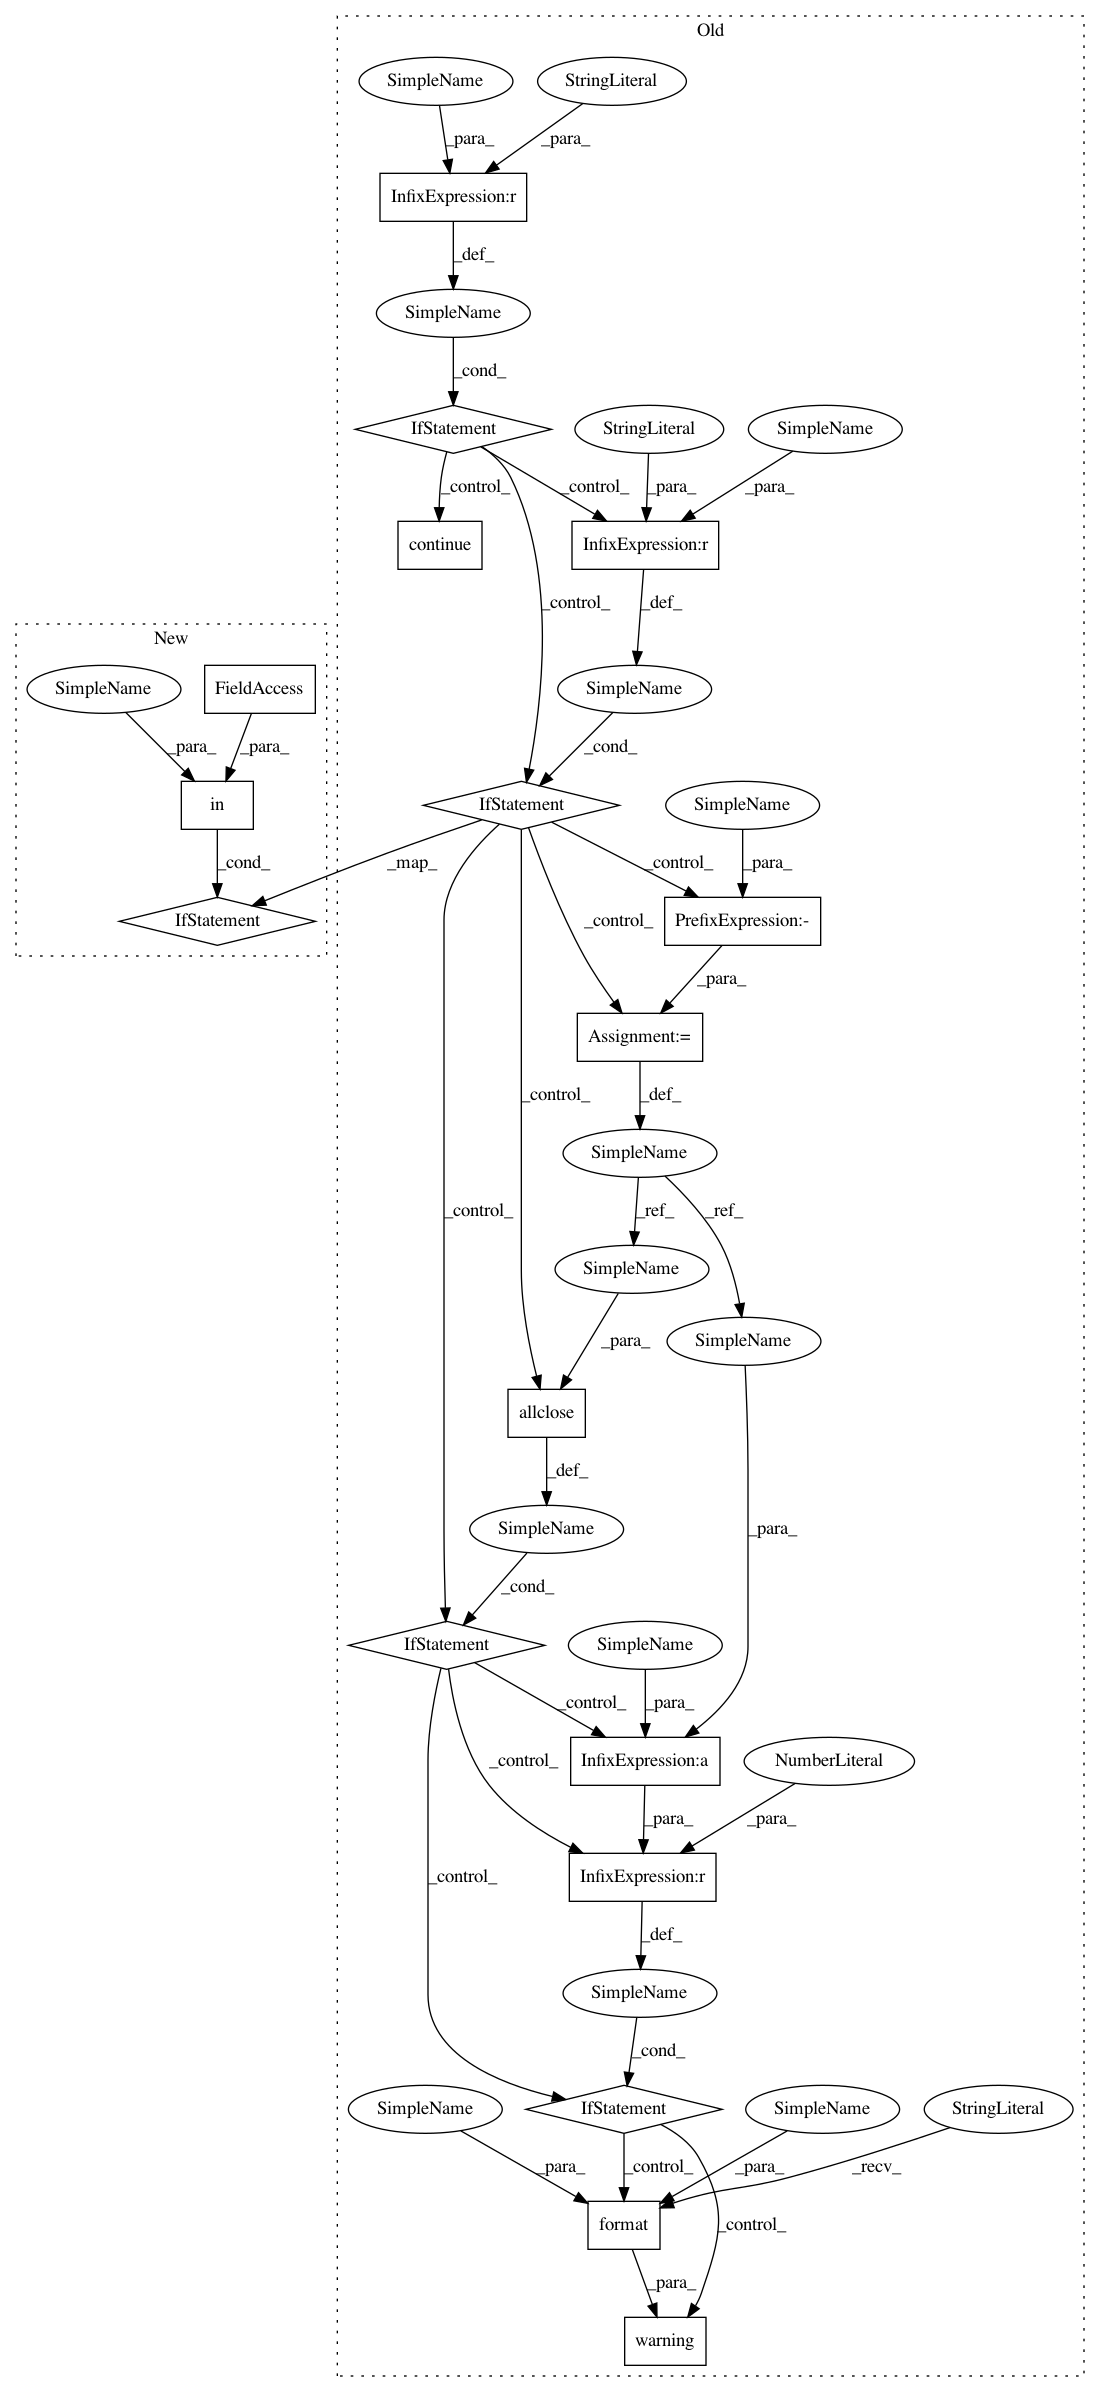 Old
SimpleName
StringLiteral
_para_
_para_
InfixExpression:r
_def_
SimpleName
_cond_
IfStatement
StringLiteral
SimpleName
_control_
_control_
_para_
_para_
continue
InfixExpression:r
_control_
_def_
New
SimpleName
FieldAccess
SimpleName
_para_
_para_
_cond_
in
IfStatement
SimpleName
_cond_
_map_
_control_
_para_
IfStatement
_control_
PrefixExpression:-
_para_
Assignment:=
_control_
_def_
SimpleName
_control_
_ref_
_ref_
SimpleName
SimpleName
_para_
allclose
_def_
SimpleName
_para_
_cond_
IfStatement
SimpleName
_control_
_para_
_control_
InfixExpression:a
NumberLiteral
_para_
_para_
_control_
InfixExpression:r
_def_
SimpleName
_cond_
SimpleName
IfStatement
SimpleName
StringLiteral
_para_
_control_
_para_
_recv_
format
_control_
_para_
warning